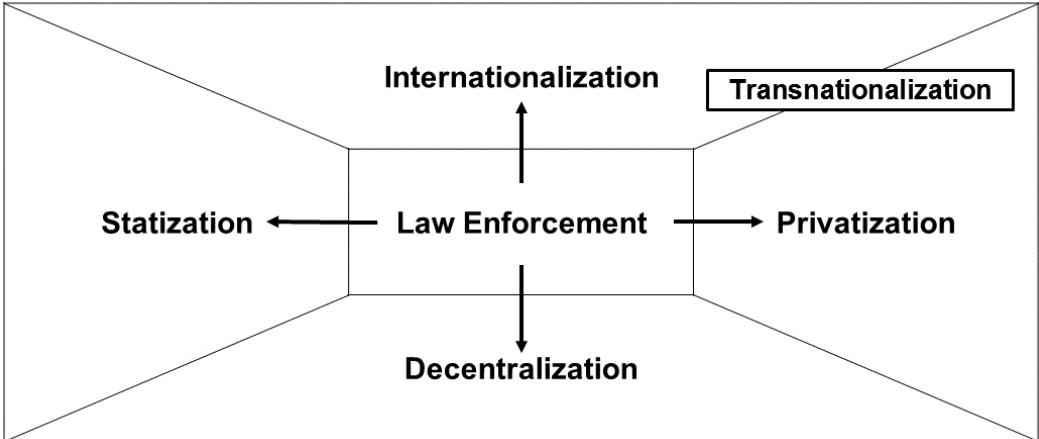 Internationalization
Transnationalization
Statization
Law Enforcement
Privatization
Decentralization